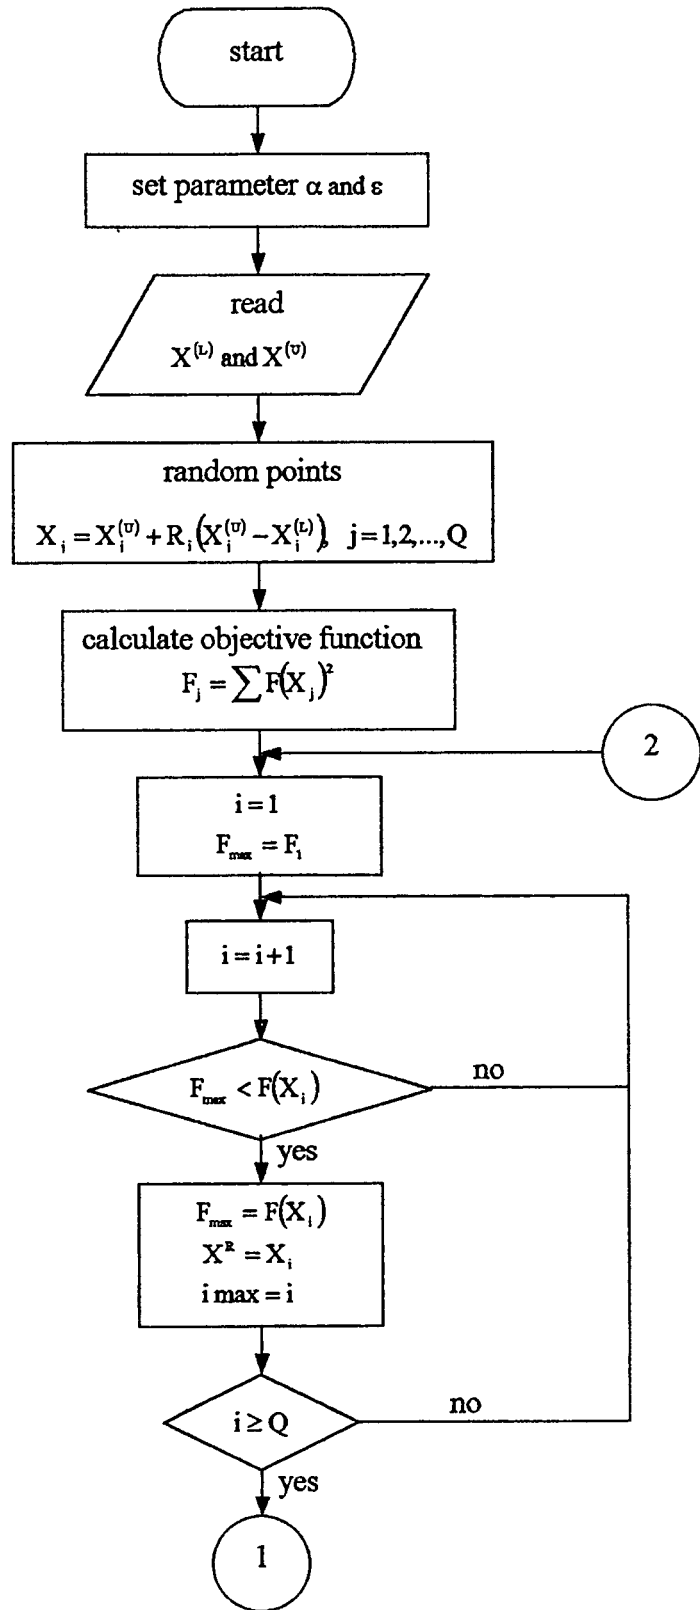 start
set parameter α and ε
read
X^(L) and X^(U)
random points
X_i = X_i^(U) + R_i(X_i^(U) − X_i^(L)), j=1,2,...,Q
calculate objective function
F_j = ∑ F(X_j)^2
2
i = 1
F_max = F_1
i = i+1
F_max < F(X_i)
no
yes
F_max = F(X_i)
X^R = X_i
i max = i
i ≥ Q
no
yes
1